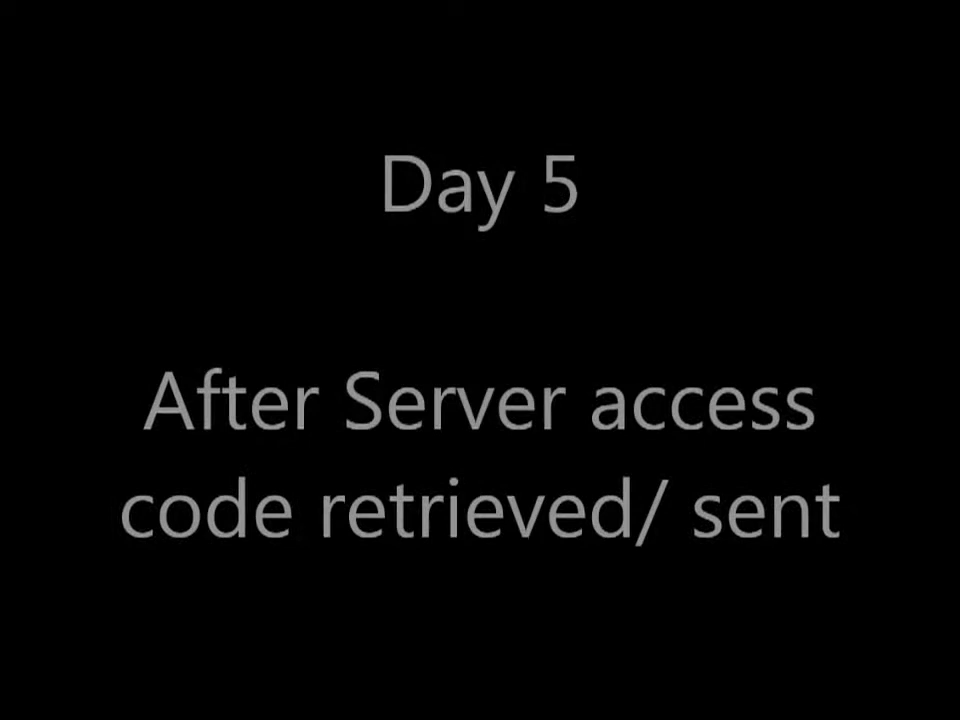 Day 5
After Server access
code retrieved/ sent